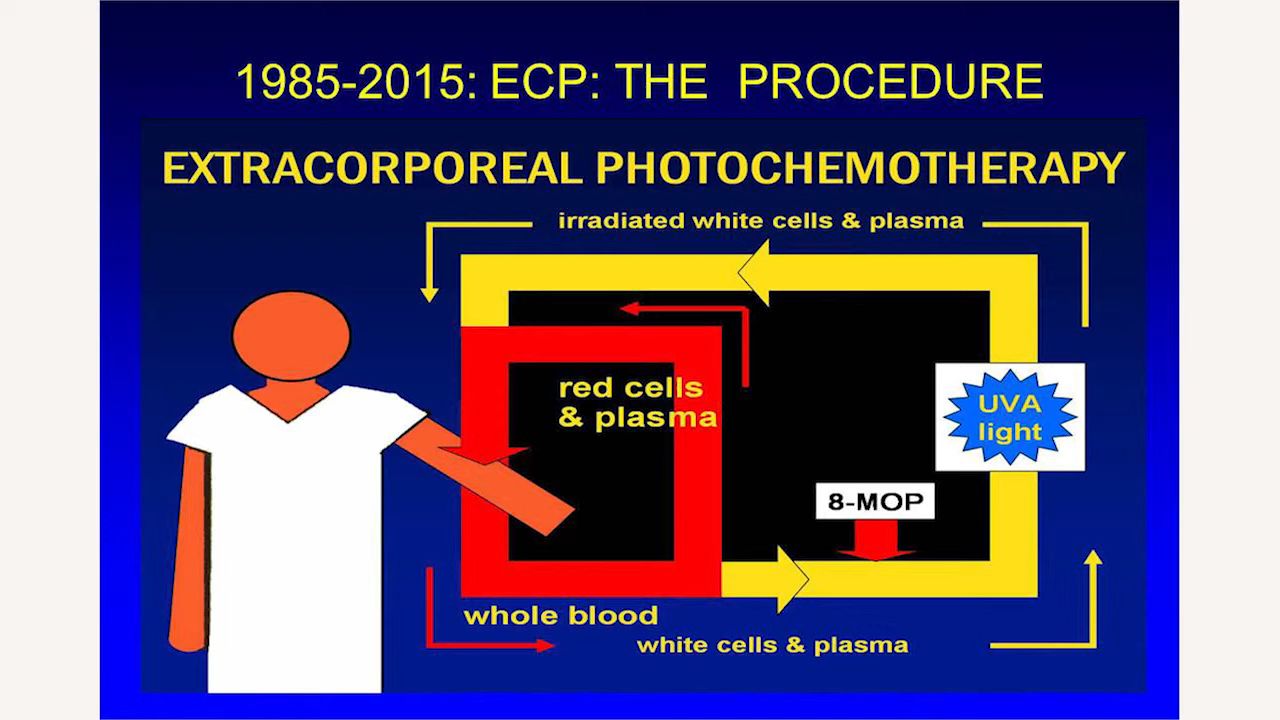 1985-2015: ECP: THE PROCEDURE
EXTRACORPOREAL PHOTOCHEMOTHERAPY
irradiated white cells & plasma
red cells
& plasma
UVA
light
8-MOP
whole blood
white cells & plasma